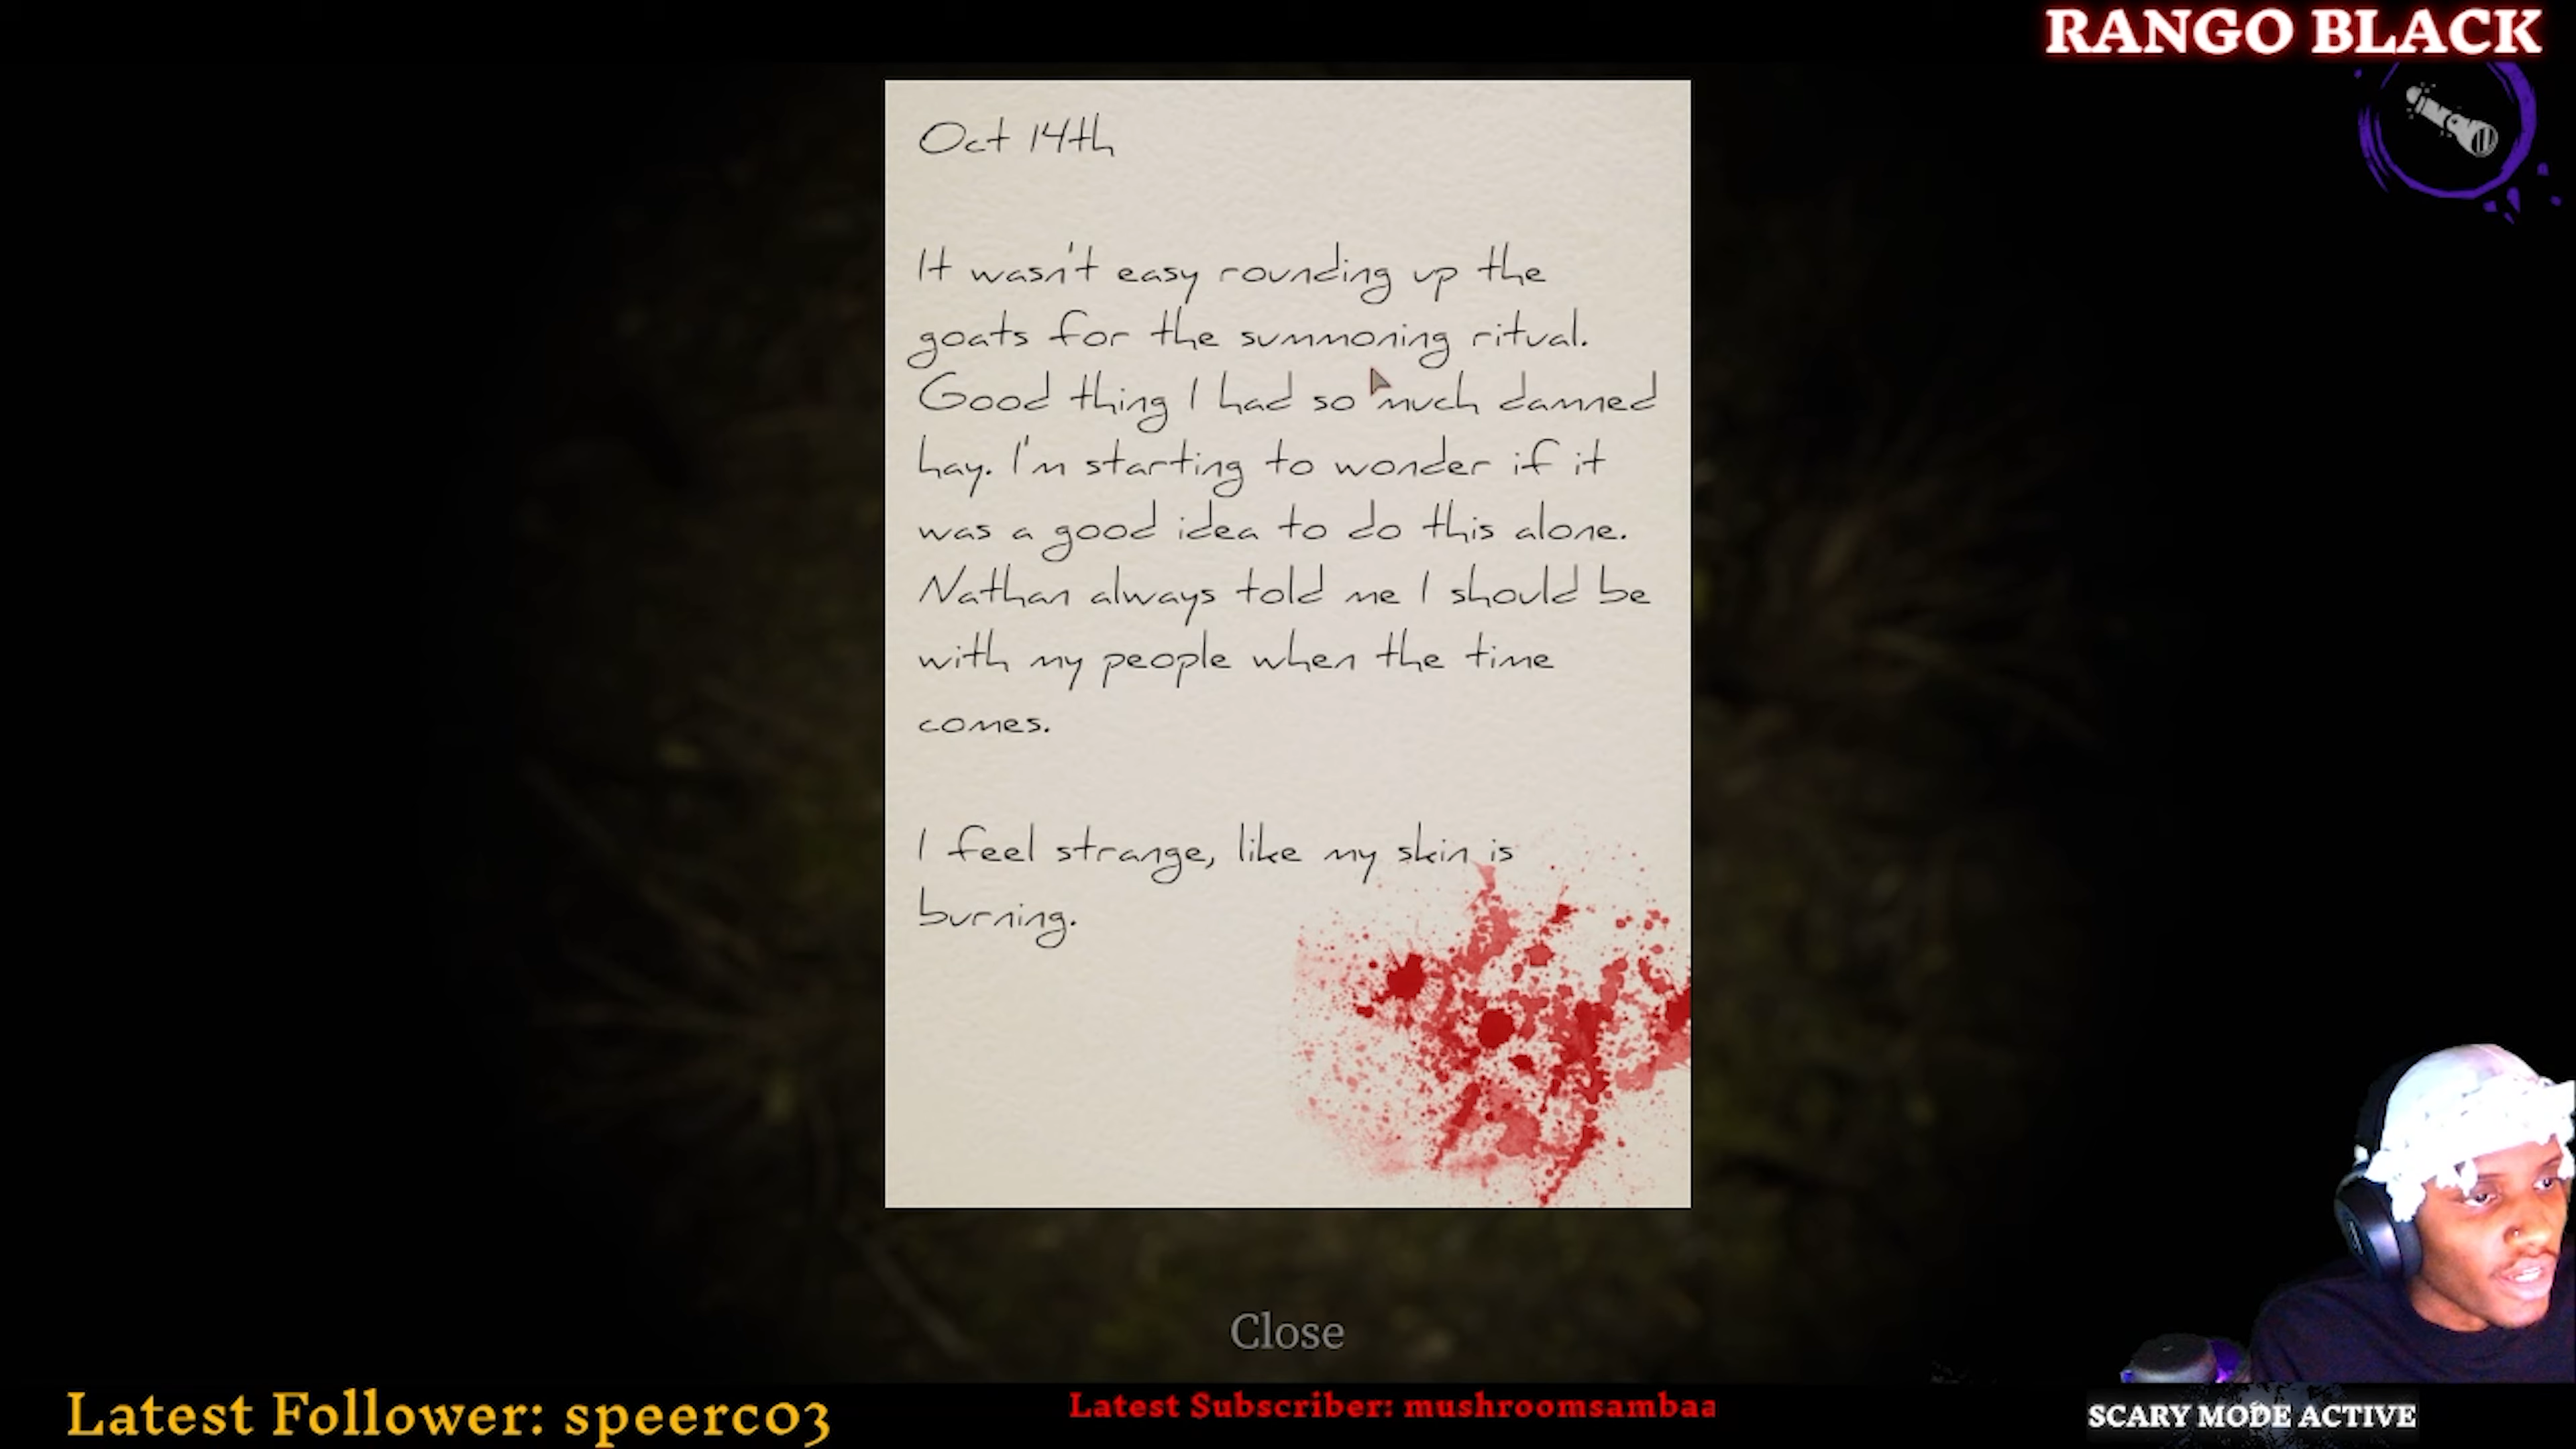 RANGO BLACK
Oct 14th
It wasn't easy rounding up the
goats for the summoning ritual.
Good thing I had so much damned
hay. I'm starting to wonder if it
was a good idea to do this alone.
Nathan always told me I should be
with my people when the time
comes.
I feel strange, like my skin is
burning.
Close
Latest Follower: speerc03
Latest Subscriber: mushroomsambaa
SCARY MODE ACTIVE